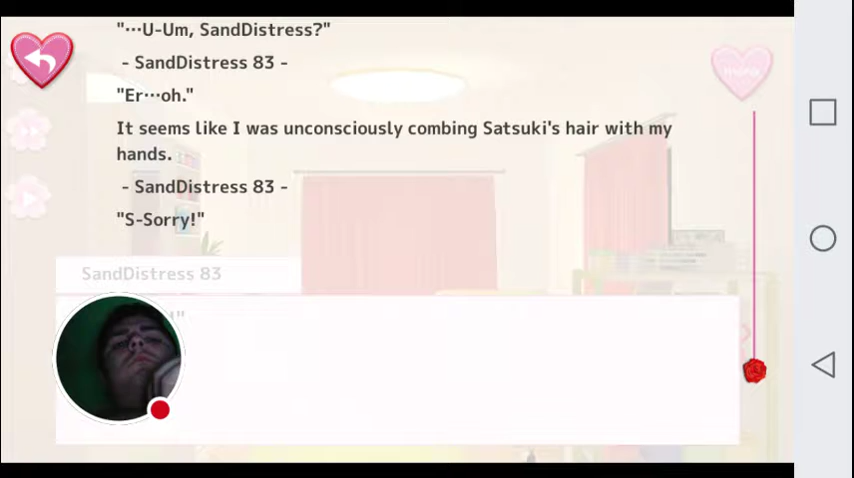 "…U-Um, SandDistress?"
- SandDistress 83 -
"Er…oh."
It seems like I was unconsciously combing Satsuki's hair with my
hands.
- SandDistress 83 -
"S-Sorry!"
SandDistress 83
!"